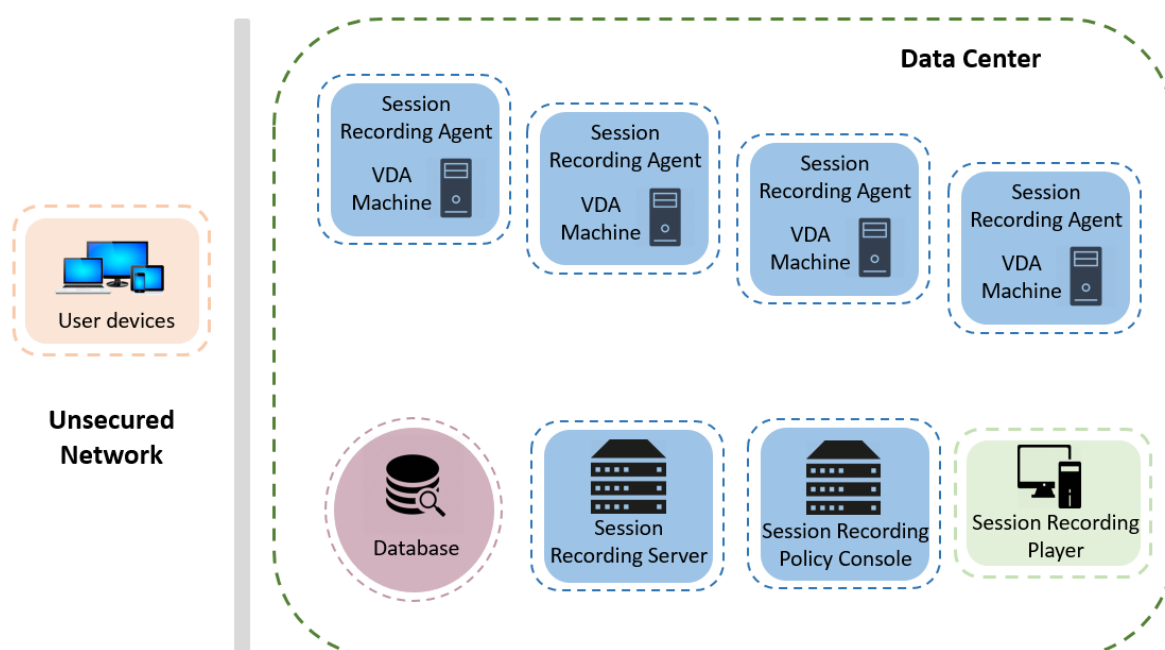 Data Center
Session
Recording Agent
VDA
Machine
Session
Recording Agent
VDA
Machine
Session
Recording Agent
VDA
Machine
Session
Recording Agent
VDA
Machine
User devices
Unsecured
Network
Database
Session
Recording Server
Session Recording
Policy Console
Session Recording
Player